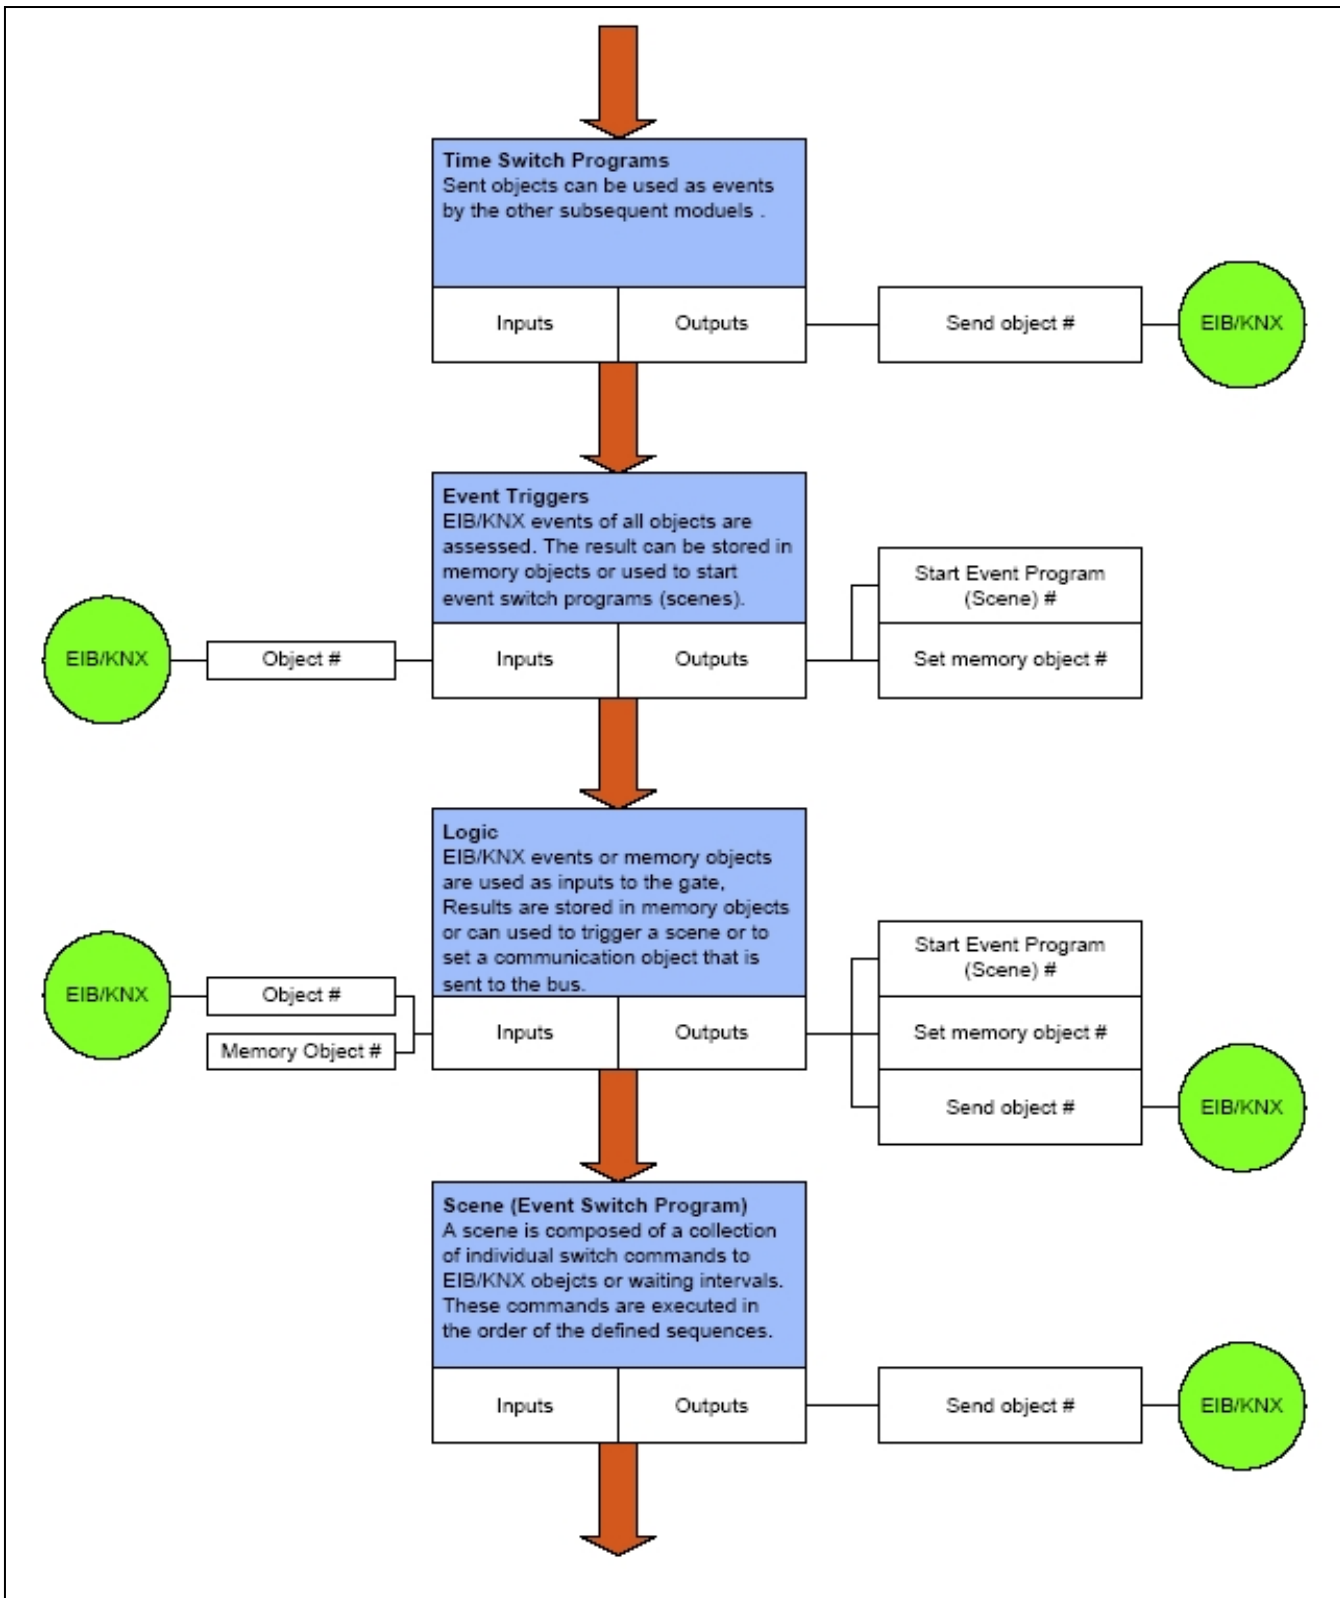 Time Switch Programs
Sent objects can be used as events
by the other subsequent moduels .
Inputs
Outputs
Send object #
EIB/KNX
Event Triggers
EIB/KNX events of all objects are
assessed. The result can be stored in
memory objects or used to start
event switch programs (scenes).
Start Event Program
(Scene) #
EIB/KNX
Object #
Inputs
Outputs
Set memory object #
Logic
EIB/KNX events or memory objects
are used as inputs to the gate,
Results are stored in memory objects
or can used to trigger a scene or to
set a communication object that is
sent to the bus.
Start Event Program
(Scene) #
EIB/KNX
Object #
Memory Object #
Inputs
Outputs
Set memory object #
Send object #
EIB/KNX
Scene (Event Switch Program)
A scene is composed of a collection
of individual switch commands to
EIB/KNX obejcts or waiting intervals.
These commands are executed in
the order of the defined sequences.
Inputs
Outputs
Send object #
EIB/KNX